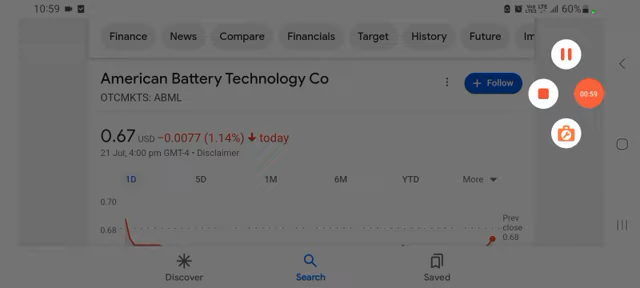 10:59
60%
Finance News Compare Financials Target History Future Im
American Battery Technology Co
OTCMKTS: ABML
+ Follow
00:59
0.67 USD −0.0077 (1.14%) today
21 Jul, 4:00 pm GMT-4 • Disclaimer
1D 5D 1M 6M YTD More
0.70
0.68
Prev
close
0.68
Discover Search Saved